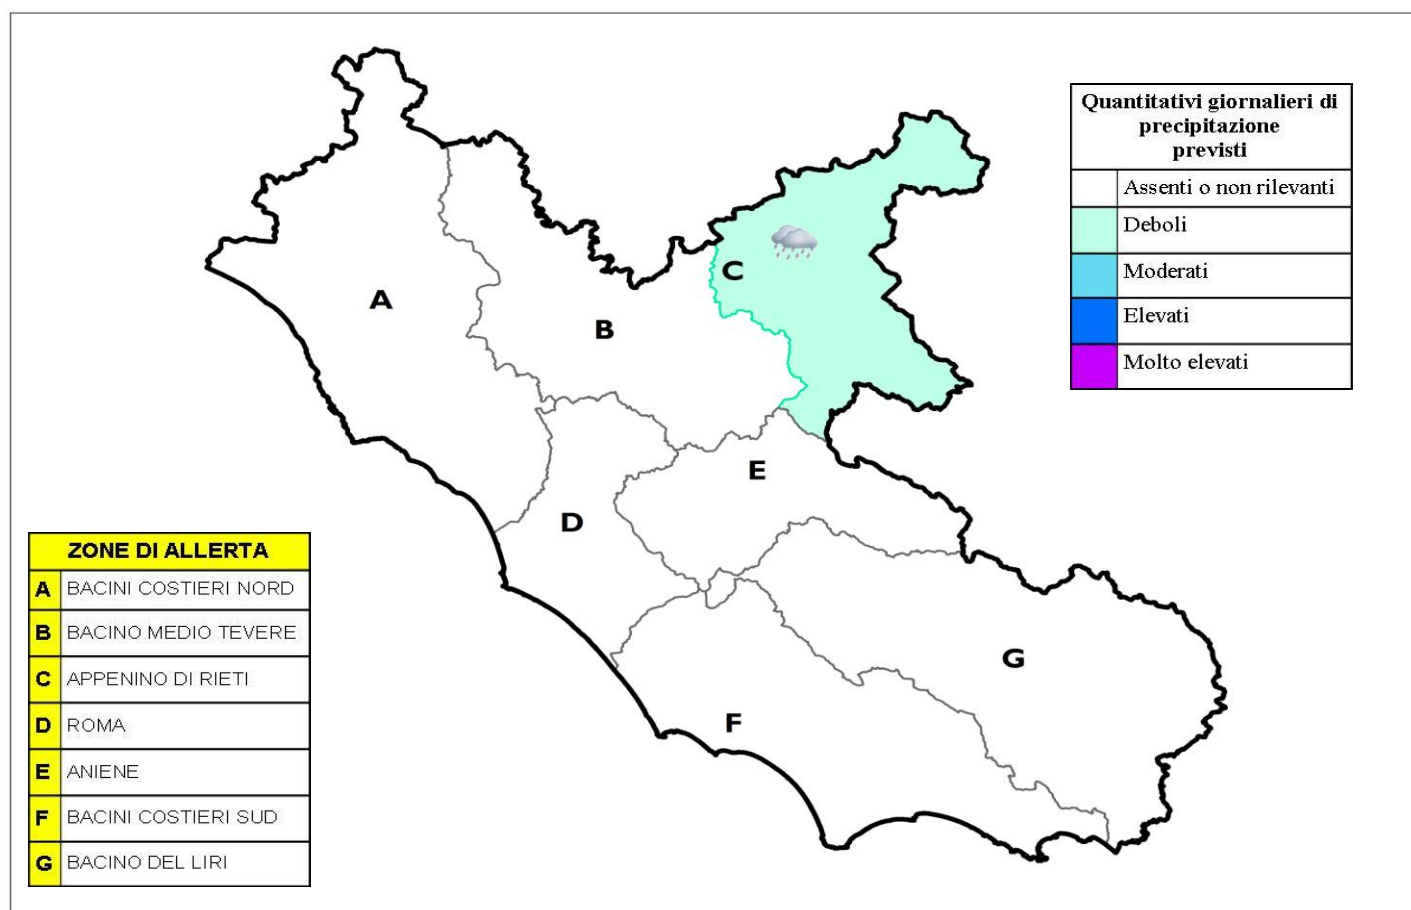 Quantitativi giornalieri di
precipitazione
previsti
Assenti o non rilevanti
Deboli
Moderati
Elevati
Molto elevati
A
B
C
D
E
F
G
ZONE DI ALLERTA
A BACINI COSTIERI NORD
B BACINO MEDIO TEVERE
C APPENINO DI RIETI
D ROMA
E ANIENE
F BACINI COSTIERI SUD
G BACINO DEL LIRI